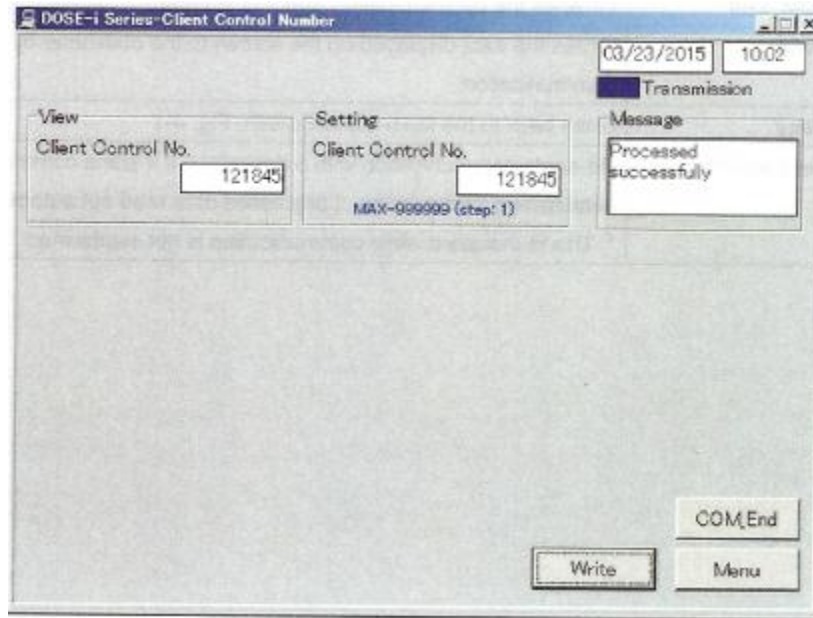 DOSE-i Series-Client Control Number
03/23/2015 10:02
Transmission
View
Client Control No.
121845
Setting
Client Control No.
121845
MAX-999999 (step: 1)
Message
Processed
successfully
COM.End
Write
Menu